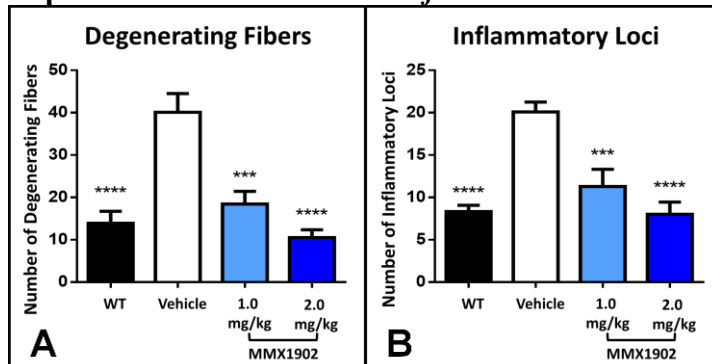 Degenerating Fibers
Number of Degenerating Fibers
50
40
30
20
10
0
****
***
****
WT
Vehicle
1.0
mg/kg
2.0
mg/kg
MMX1902
A
Inflammatory Loci
Number of Inflammatory Loci
25
20
15
10
5
0
****
***
****
WT
Vehicle
1.0
mg/kg
2.0
mg/kg
MMX1902
B